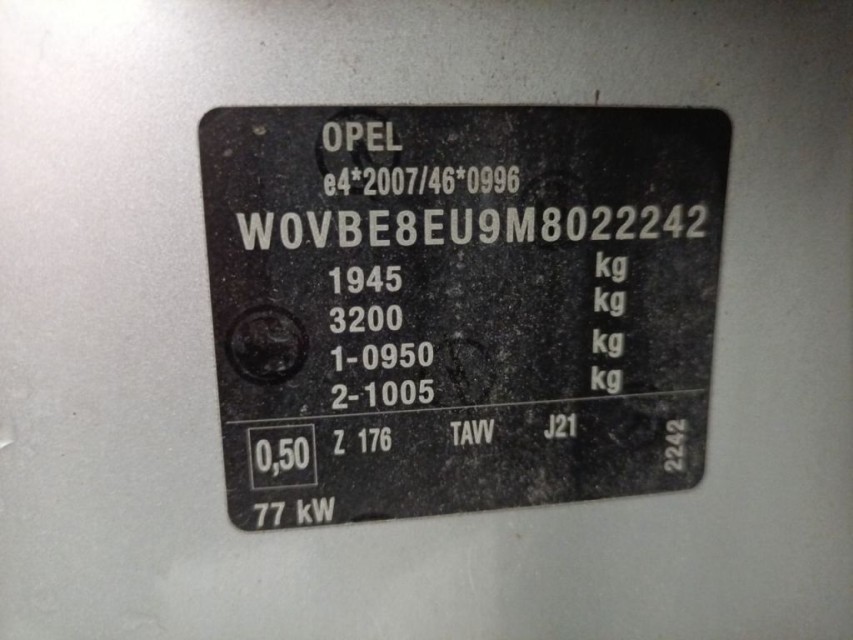 OPEL
e4*2007/46*0996
W0VBE8EU9M8022242
1945 kg
3200 kg
1-0950 kg
2-1005 kg
0,50 Z 176 TAVV J21 2242
77 kW